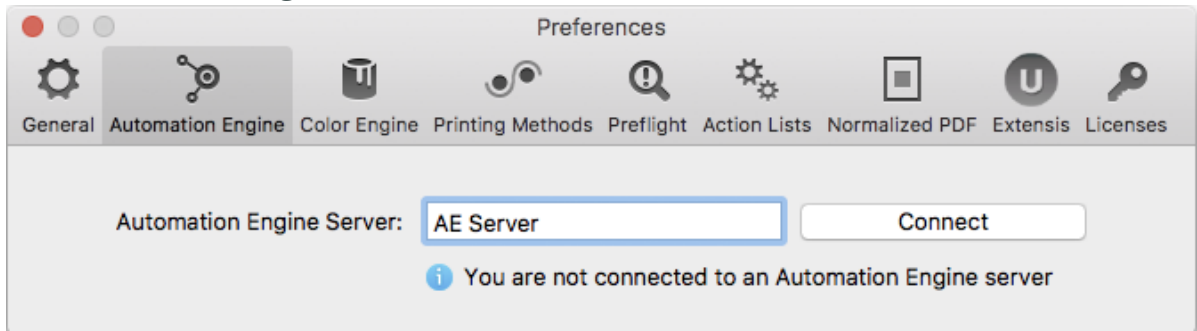 Preferences
General Automation Engine Color Engine Printing Methods Preflight Action Lists Normalized PDF Extensis Licenses
Automation Engine Server: AE Server Connect
You are not connected to an Automation Engine server